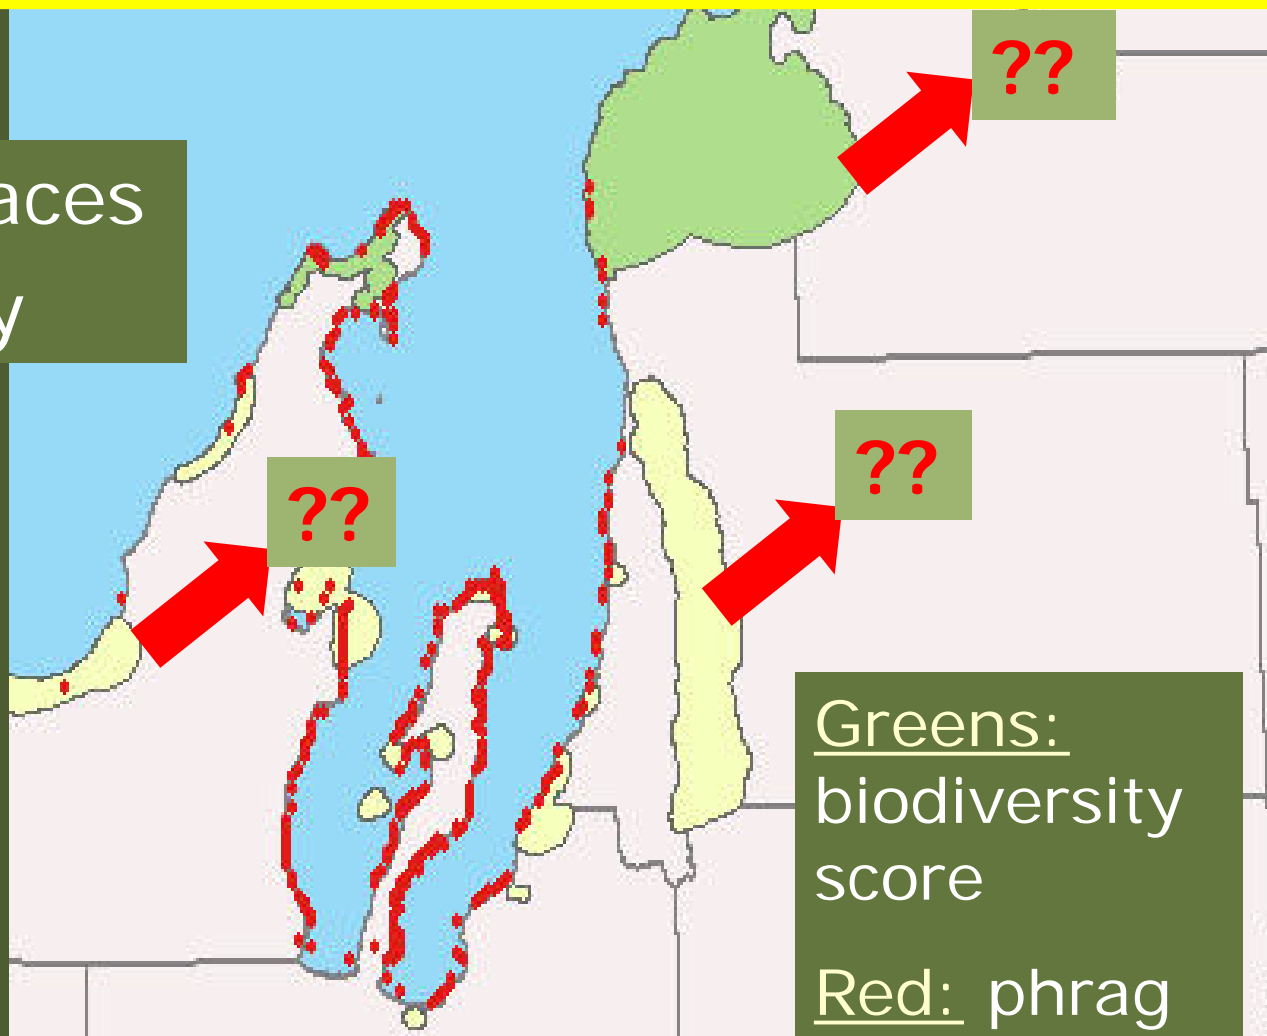 ??
aces
y
??
??
Greens:
biodiversity
score
Red: phrag